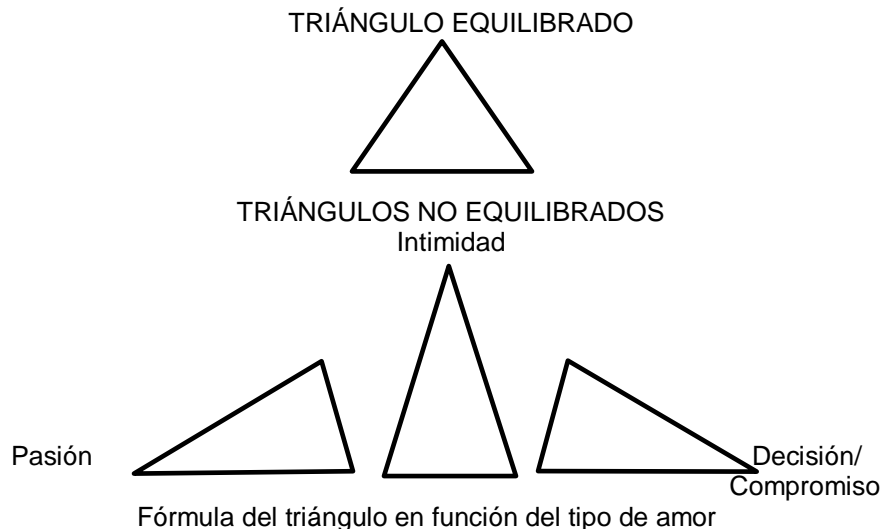 TRIÁNGULO EQUILIBRADO
TRIÁNGULOS NO EQUILIBRADOS
Intimidad
Pasión
Decisión/
Compromiso
Fórmula del triángulo en función del tipo de amor